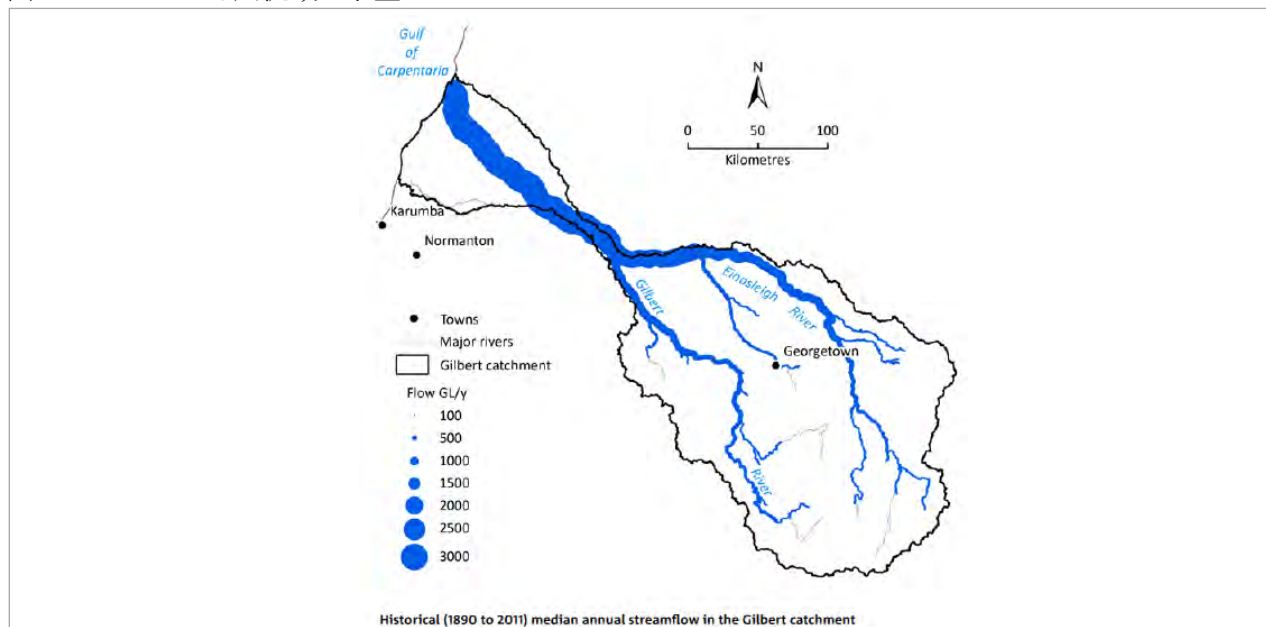 Gulf
of
Carpentaria
N
0 50 100
Kilometres
Karumba
Normanton
Einasleigh
River
Gilbert
River
Georgetown
Towns
Major rivers
Gilbert catchment
Flow GL/y
100
500
1000
1500
2000
2500
3000
Historical (1890 to 2011) median annual streamflow in the Gilbert catchment